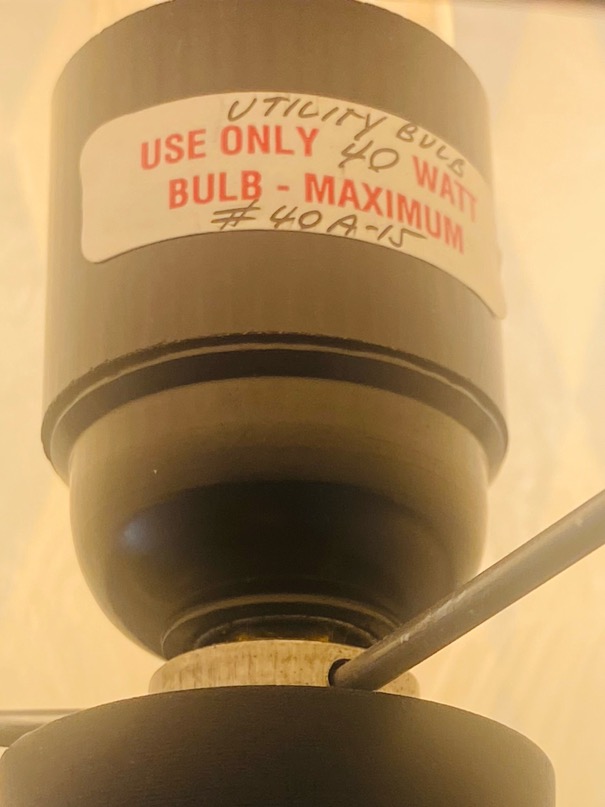 UTILITY BULB
USE ONLY 40 WATT
BULB - MAXIMUM
#40A-15